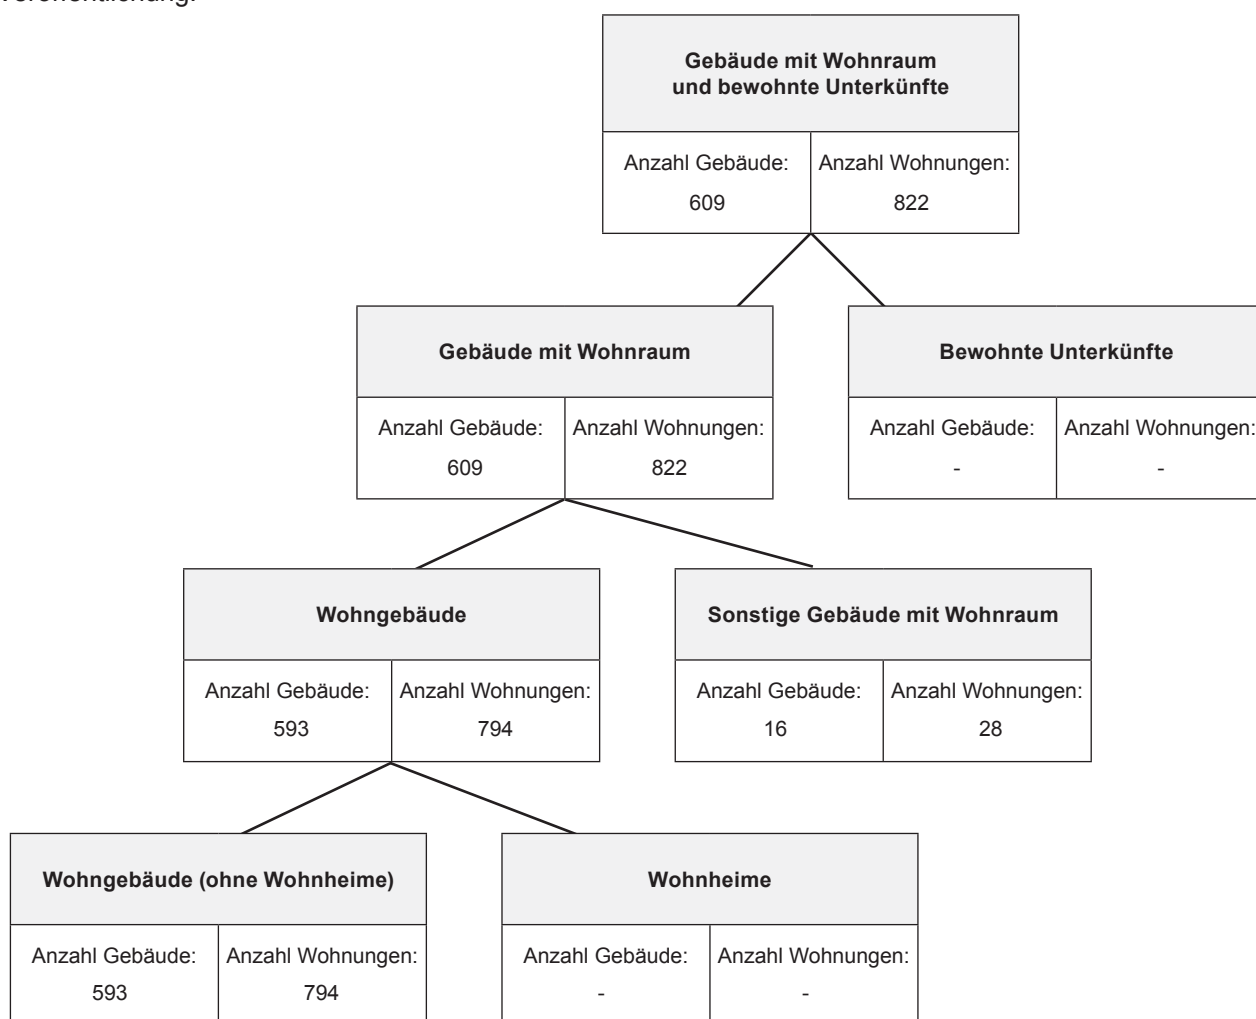 Gebäude mit Wohnraum
und bewohnte Unterkünfte
Anzahl Gebäude: Anzahl Wohnungen:
609 822
Gebäude mit Wohnraum
Anzahl Gebäude: Anzahl Wohnungen:
609 822
Bewohnte Unterkünfte
Anzahl Gebäude: Anzahl Wohnungen:
- -
Wohngebäude
Anzahl Gebäude: Anzahl Wohnungen:
593 794
Sonstige Gebäude mit Wohnraum
Anzahl Gebäude: Anzahl Wohnungen:
16 28
Wohngebäude (ohne Wohnheime)
Anzahl Gebäude: Anzahl Wohnungen:
593 794
Wohnheime
Anzahl Gebäude: Anzahl Wohnungen:
- -